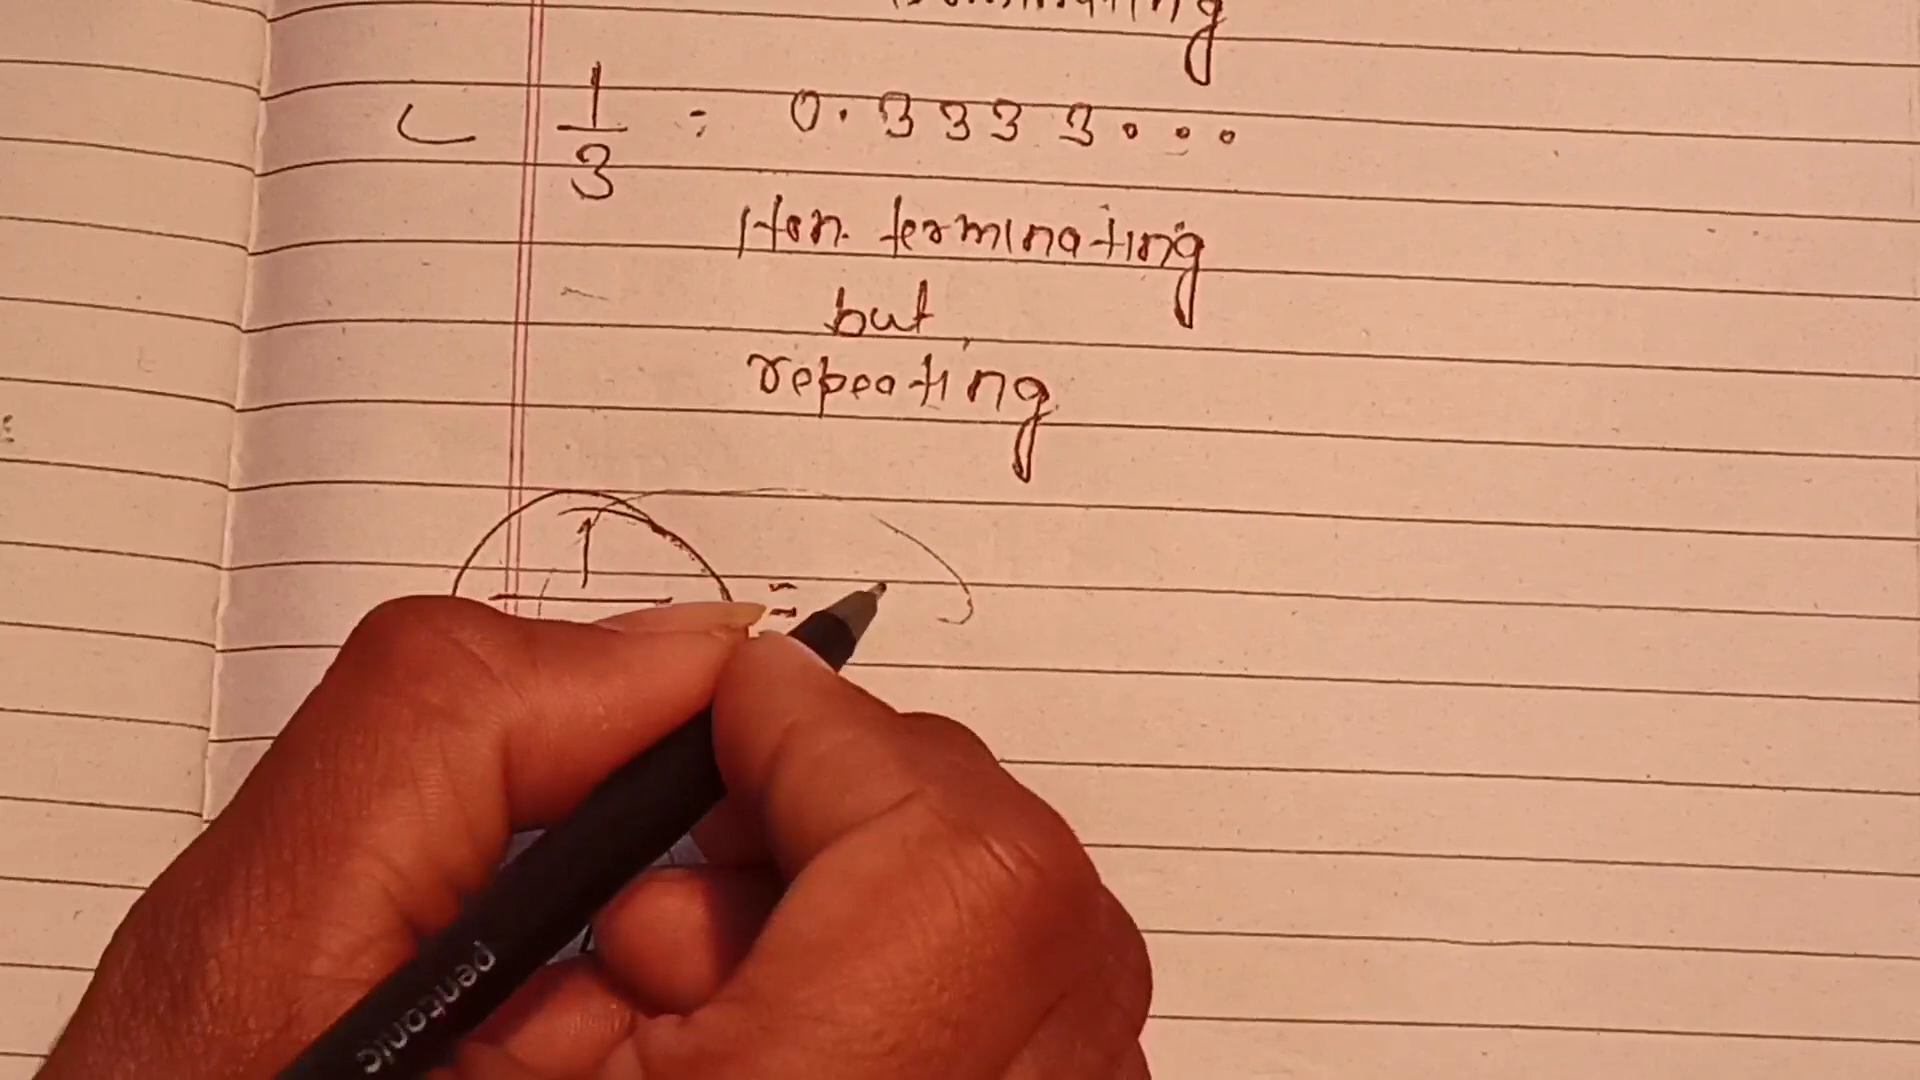 1/3 = 0.3333...
Non. terminating
but
repeating
1
=
pentonic